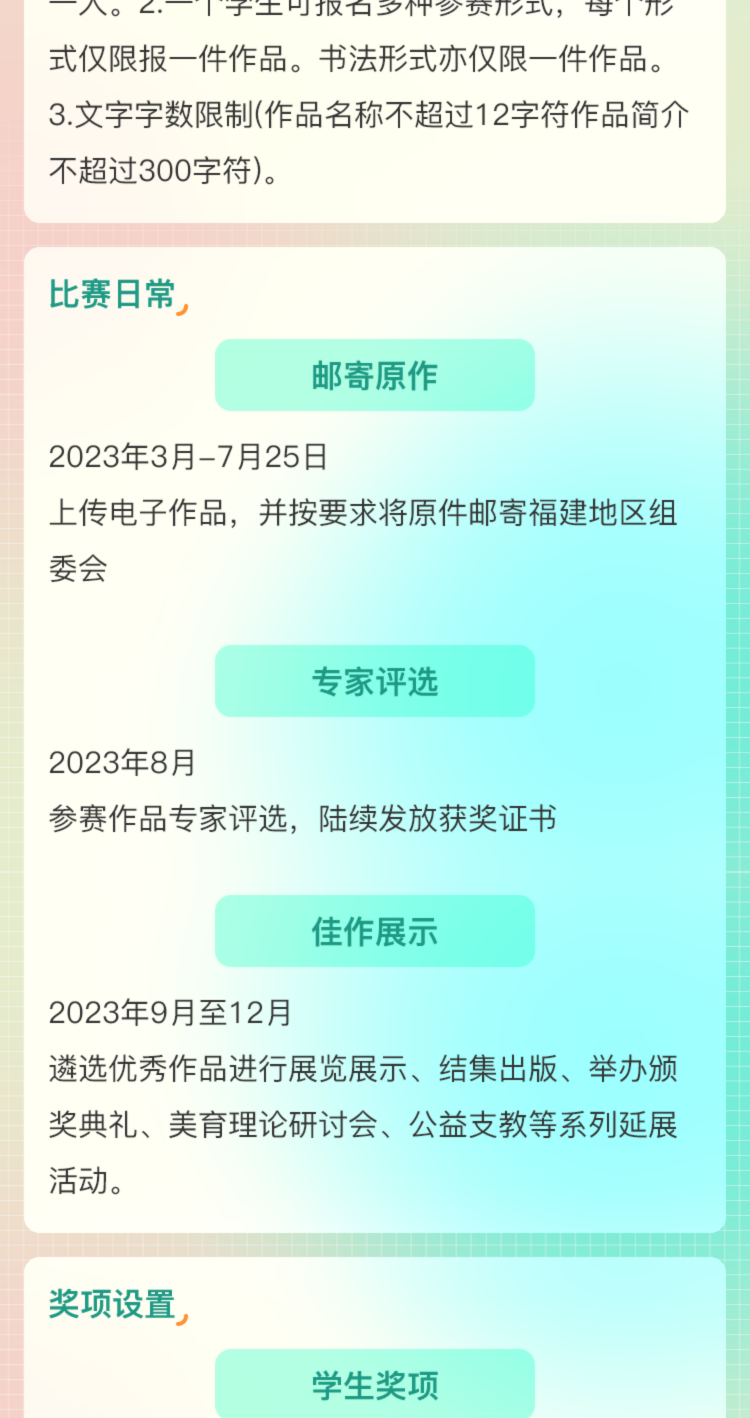 一人。2.一个学生可报名多种参赛形式，每个形
式仅限报一件作品。书法形式亦仅限一件作品。
3.文字字数限制(作品名称不超过12字符作品简介
不超过300字符)。
比赛日常
邮寄原作
2023年3月–7月25日
上传电子作品，并按要求将原件邮寄福建地区组
委会
专家评选
2023年8月
参赛作品专家评选，陆续发放获奖证书
佳作展示
2023年9月至12月
遴选优秀作品进行展览展示、结集出版、举办颁
奖典礼、美育理论研讨会、公益支教等系列延展
活动。
奖项设置
学生奖项